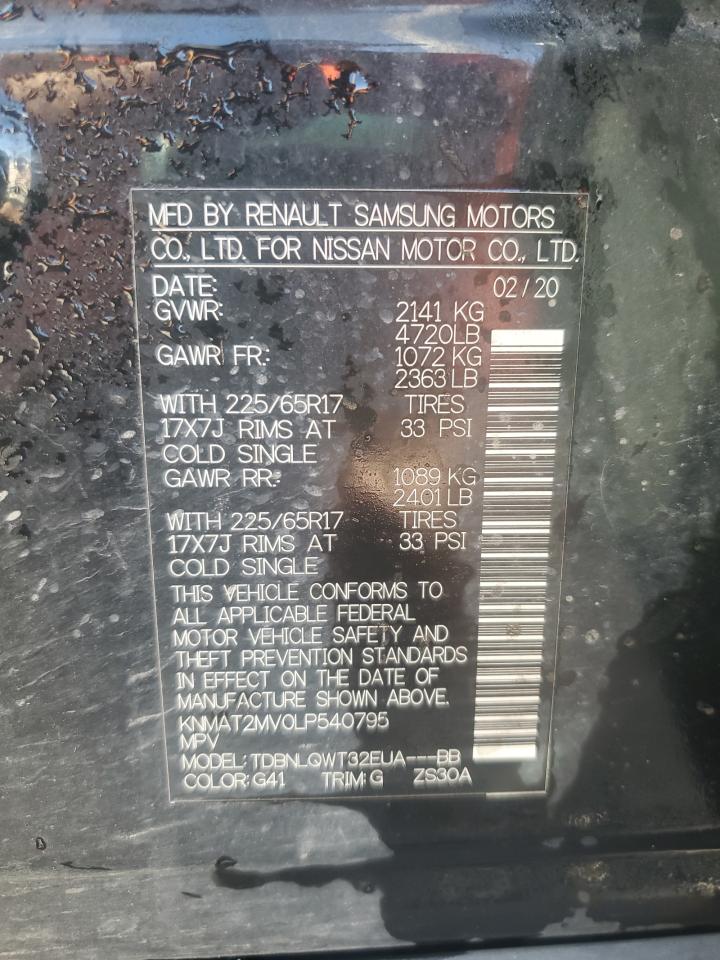 MFD BY RENAULT SAMSUNG MOTORS
CO., LTD. FOR NISSAN MOTOR CO., LTD.
DATE: 02/20
GVWR: 2141 KG
4720LB
GAWR FR: 1072 KG
2363 LB
WITH 225/65R17 TIRES
17X7J RIMS AT 33 PSI
COLD SINGLE
GAWR RR: 1089 KG
2401 LB
WITH 225/65R17 TIRES
17X7J RIMS AT 33 PSI
COLD SINGLE
THIS VEHICLE CONFORMS TO
ALL APPLICABLE FEDERAL
MOTOR VEHICLE SAFETY AND
THEFT PREVENTION STANDARDS
IN EFFECT ON THE DATE OF
MANUFACTURE SHOWN ABOVE.
KNMAT2MV0LP540795
MPV
MODEL: TDBNLQWT32EUA---BB
COLOR: G41 TRIM: G ZS30A